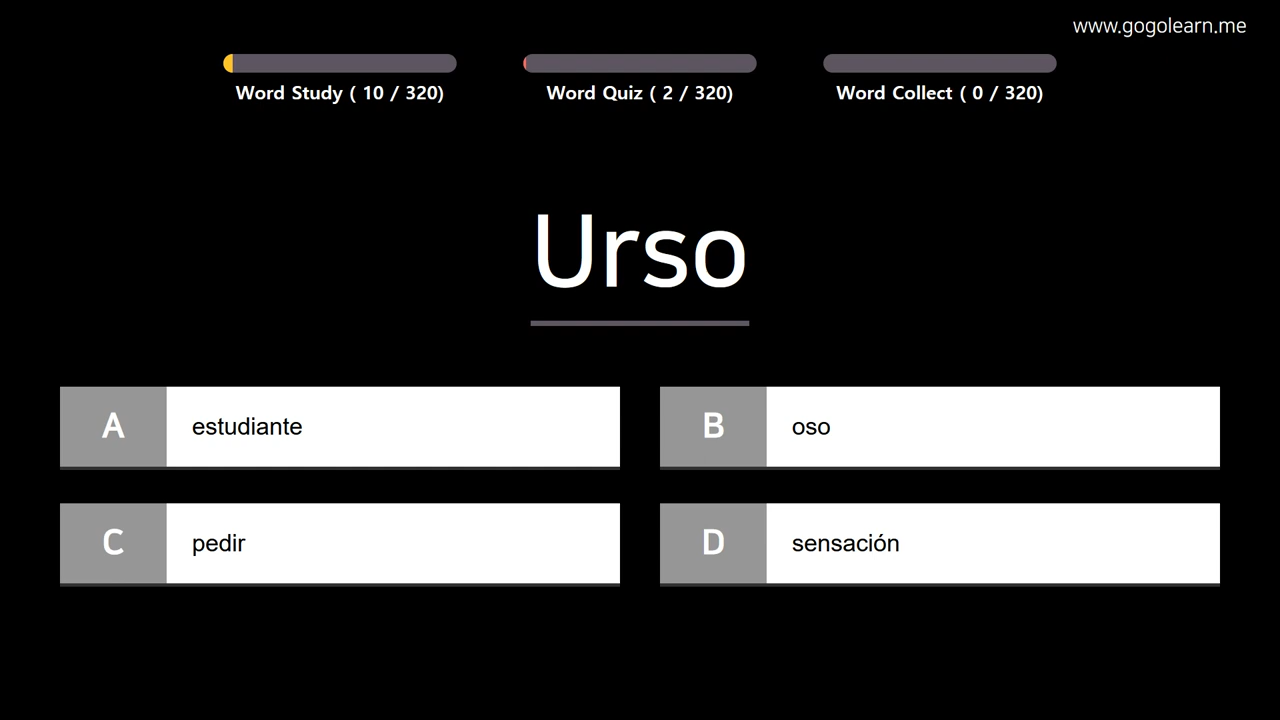 www.gogolearn.me
Word Study ( 10 / 320)
Word Quiz ( 2 / 320)
Word Collect ( 0 / 320)
Urso
A estudiante
B oso
C pedir
D sensación